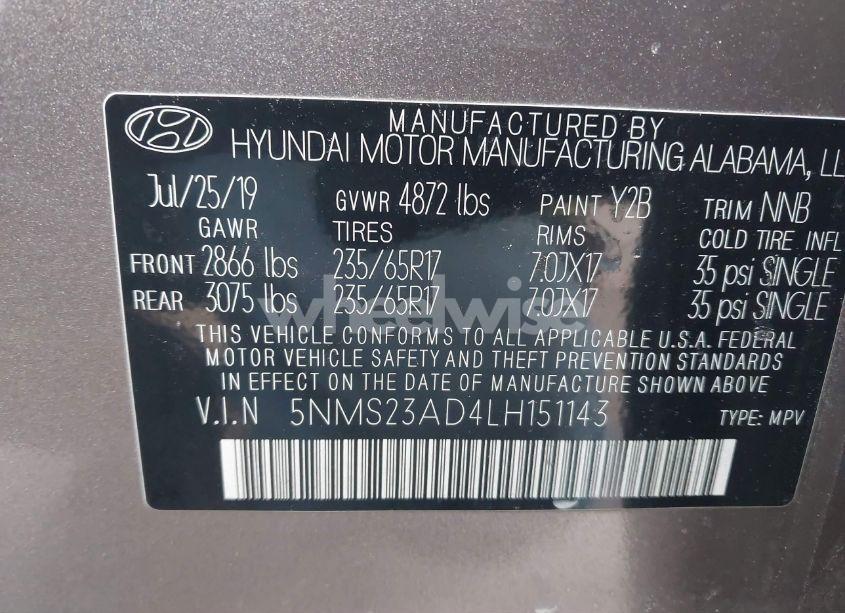 MANUFACTURED BY
HYUNDAI MOTOR MANUFACTURING ALABAMA, LL
Jul/25/19 GVWR 4872 lbs PAINT Y2B TRIM NNB
GAWR TIRES RIMS COLD TIRE INFL
FRONT 2866 lbs 235/65R17 7.0JX17 35 psi SINGLE
REAR 3075 lbs 235/65R17 7.0JX17 35 psi SINGLE
wheelwise
THIS VEHICLE CONFORMS TO ALL APPLICABLE U.S.A. FEDERAL
MOTOR VEHICLE SAFETY AND THEFT PREVENTION STANDARDS
IN EFFECT ON THE DATE OF MANUFACTURE SHOWN ABOVE
V.I.N 5NMS23AD4LH151143 TYPE: MPV